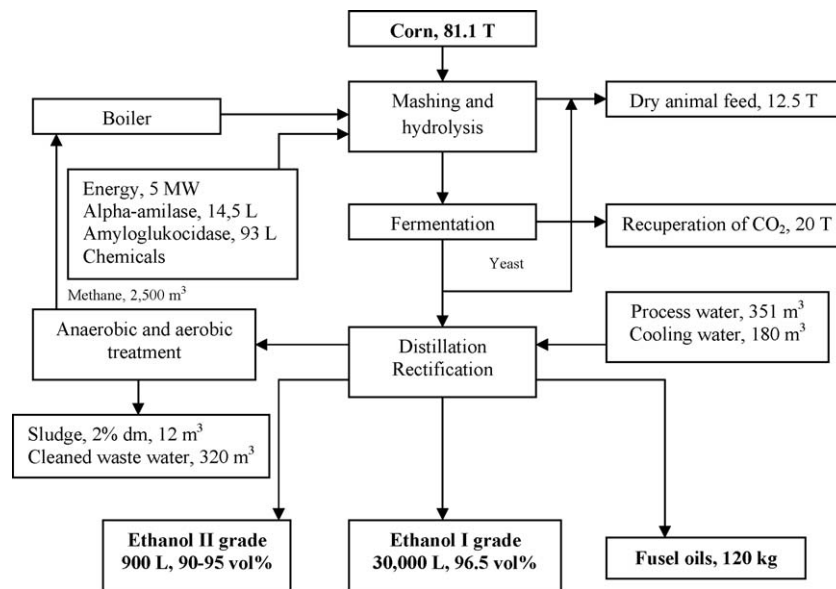 Corn, 81.1 T
Mashing and
hydrolysis
Dry animal feed, 12.5 T
Boiler
Energy, 5 MW
Alpha-amilase, 14,5 L
Amyloglukocidase, 93 L
Chemicals
Fermentation
Recuperation of CO₂, 20 T
Yeast
Methane, 2,500 m³
Process water, 351 m³
Cooling water, 180 m³
Anaerobic and aerobic
treatment
Distillation
Rectification
Sludge, 2% dm, 12 m³
Cleaned waste water, 320 m³
Ethanol II grade
900 L, 90-95 vol%
Ethanol I grade
30,000 L, 96.5 vol%
Fusel oils, 120 kg